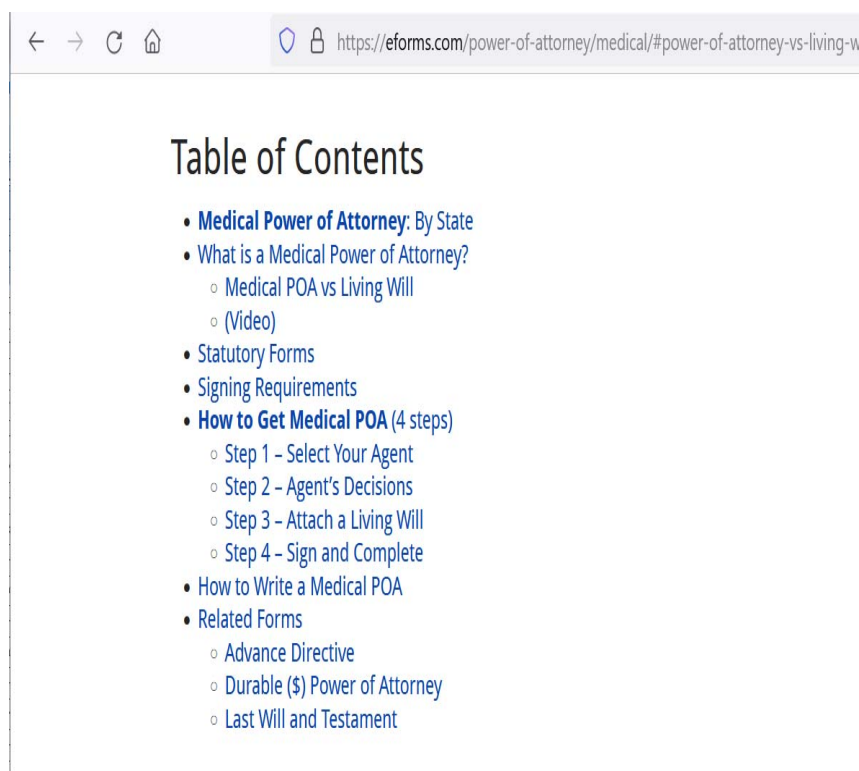 https://eforms.com/power-of-attorney/medical/#power-of-attorney-vs-living-w
Table of Contents
• Medical Power of Attorney: By State
• What is a Medical Power of Attorney?
○ Medical POA vs Living Will
○ (Video)
• Statutory Forms
• Signing Requirements
• How to Get Medical POA (4 steps)
○ Step 1 – Select Your Agent
○ Step 2 – Agent’s Decisions
○ Step 3 – Attach a Living Will
○ Step 4 – Sign and Complete
• How to Write a Medical POA
• Related Forms
○ Advance Directive
○ Durable ($) Power of Attorney
○ Last Will and Testament